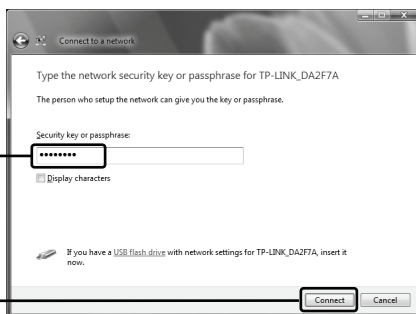 Connect to a network
Type the network security key or passphrase for TP-LINK_DA2F7A
The person who setup the network can give you the key or passphrase.
Security key or passphrase:
••••••••
Display characters
If you have a USB flash drive with network settings for TP-LINK_DA2F7A, insert it
now.
Connect Cancel